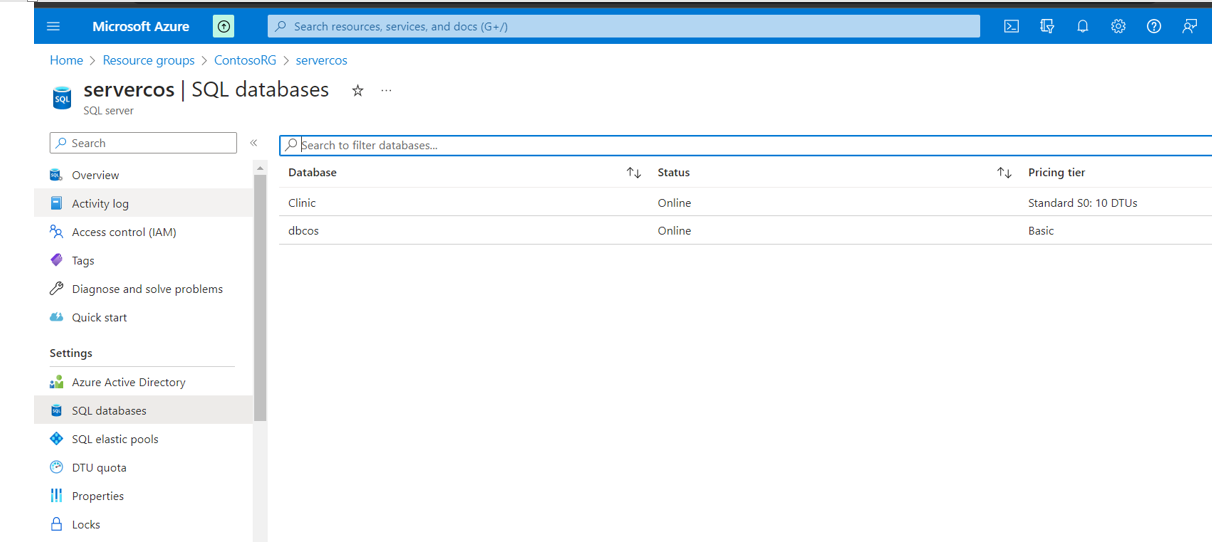 Microsoft Azure
Search resources, services, and docs (G+/)
Home > Resource groups > ContosoRG > servercos
SQL
servercos | SQL databases
SQL server
Search
«
Overview
Activity log
Access control (IAM)
Tags
Diagnose and solve problems
Quick start
Settings
Azure Active Directory
SQL databases
SQL elastic pools
DTU quota
Properties
Locks
Search to filter databases...
Database Status Pricing tier
Clinic Online Standard S0: 10 DTUs
dbcos Online Basic